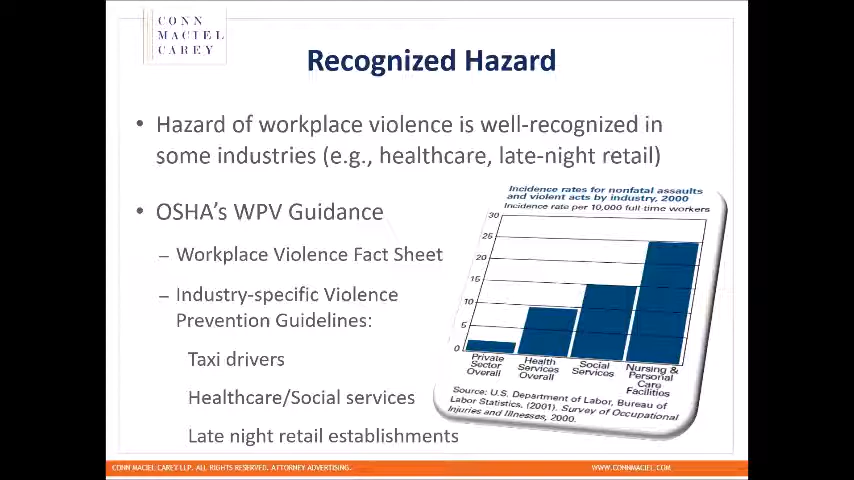 CONN
MACIEL
CAREY
Recognized Hazard
• Hazard of workplace violence is well-recognized in
some industries (e.g., healthcare, late-night retail)
• OSHA's WPV Guidance
– Workplace Violence Fact Sheet
– Industry-specific Violence
Prevention Guidelines:
Taxi drivers
Healthcare/Social services
Late night retail establishments
Incidence rates for nonfatal assaults
and violent acts by industry, 2000
Incidence rate per 10,000 full-time workers
30
25
20
15
10
5
0
Private
Sector
Overall
Health
Services
Overall
Social
Services
Nursing &
Personal
Care
Facilities
Source: U.S. Department of Labor, Bureau of
Labor Statistics. (2001). Survey of Occupational
Injuries and Illnesses, 2000.
CONN MACIEL CAREY LLP. ALL RIGHTS RESERVED. ATTORNEY ADVERTISING.
WWW.CONNMACIEL.COM